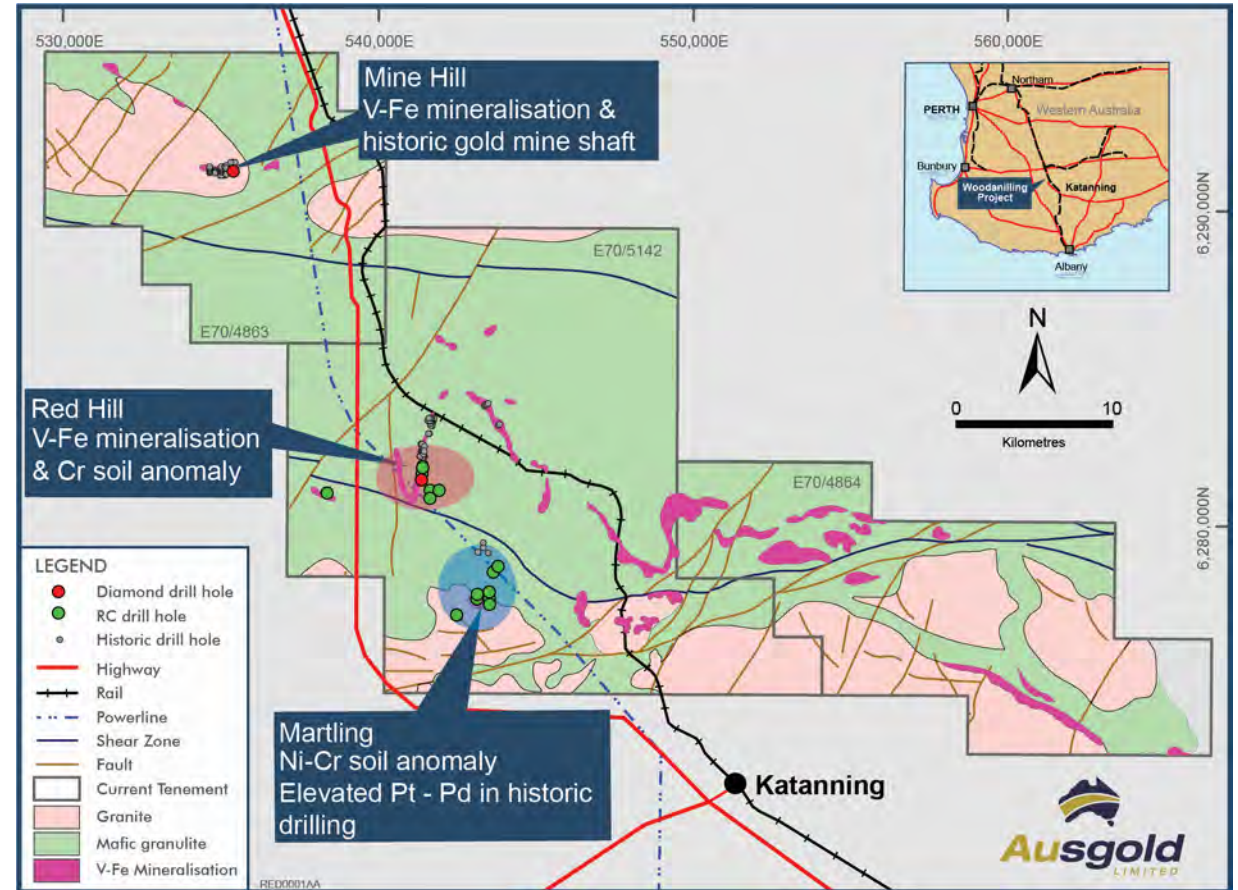 530,000E
540,000E
550,000E
560,000E
Mine Hill
V-Fe mineralisation &
historic gold mine shaft
Northam
PERTH
Western Australia
Bunbury
Woodanilling
Project
Katanning
Albany
6,290,000N
E70/5142
E70/4863
N
0 10
Kilometres
Red Hill
V-Fe mineralisation
& Cr soil anomaly
E70/4864
6,280,000N
LEGEND
Diamond drill hole
RC drill hole
Historic drill hole
Highway
Rail
Powerline
Shear Zone
Fault
Current Tenement
Granite
Mafic granulite
V-Fe Mineralisation
Martling
Ni-Cr soil anomaly
Elevated Pt - Pd in historic
drilling
Katanning
RED0001AA
Ausgold
LIMITED